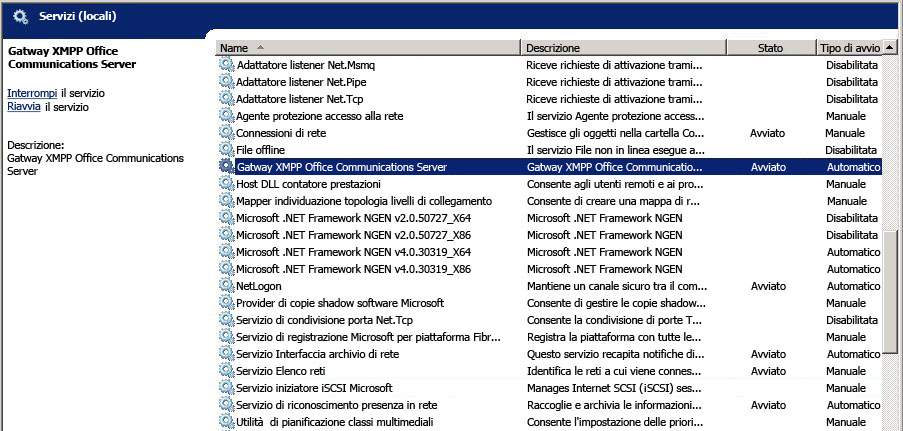 Servizi (locali)
Gatway XMPP Office
Communications Server
Interrompi il servizio
Riavvia il servizio
Descrizione:
Gatway XMPP Office Communications
Server
Name Descrizione Stato Tipo di avvio
Adattatore listener Net.Msmq Riceve richieste di attivazione trami... Disabilitata
Adattatore listener Net.Pipe Riceve richieste di attivazione trami... Disabilitata
Adattatore listener Net.Tcp Riceve richieste di attivazione trami... Disabilitata
Agente protezione accesso alla rete Il servizio Agente protezione access... Manuale
Connessioni di rete Gestisce gli oggetti nella cartella Co... Avviato Manuale
File offline Il servizio File non in linea esegue a... Disabilitata
Gatway XMPP Office Communications Server Gatway XMPP Office Communicatio... Avviato Automatico
Host DLL contatore prestazioni Consente agli utenti remoti e ai pro... Manuale
Mapper individuazione topologia livelli di collegamento Consente di creare una mappa di r... Manuale
Microsoft .NET Framework NGEN v2.0.50727_X64 Microsoft .NET Framework NGEN Disabilitata
Microsoft .NET Framework NGEN v2.0.50727_X86 Microsoft .NET Framework NGEN Disabilitata
Microsoft .NET Framework NGEN v4.0.30319_X64 Microsoft .NET Framework NGEN Automatico
Microsoft .NET Framework NGEN v4.0.30319_X86 Microsoft .NET Framework NGEN Automatico
NetLogon Mantiene un canale sicuro tra il com... Avviato Automatico
Provider di copie shadow software Microsoft Consente di gestire le copie shadow... Manuale
Servizio di condivisione porta Net.Tcp Consente la condivisione di porte T... Disabilitata
Servizio di registrazione Microsoft per piattaforma Fibr... Registra la piattaforma con tutte le... Manuale
Servizio Interfaccia archivio di rete Questo servizio recapita notifiche di... Avviato Automatico
Servizio Elenco reti Identifica le reti a cui viene connes... Avviato Manuale
Servizio iniziatore iSCSI Microsoft Manages Internet SCSI (iSCSI) ses... Manuale
Servizio di riconoscimento presenza in rete Raccoglie e archivia le informazioni... Avviato Automatico
Utilità di pianificazione classi multimediali Consente l'impostazione delle priori... Manuale